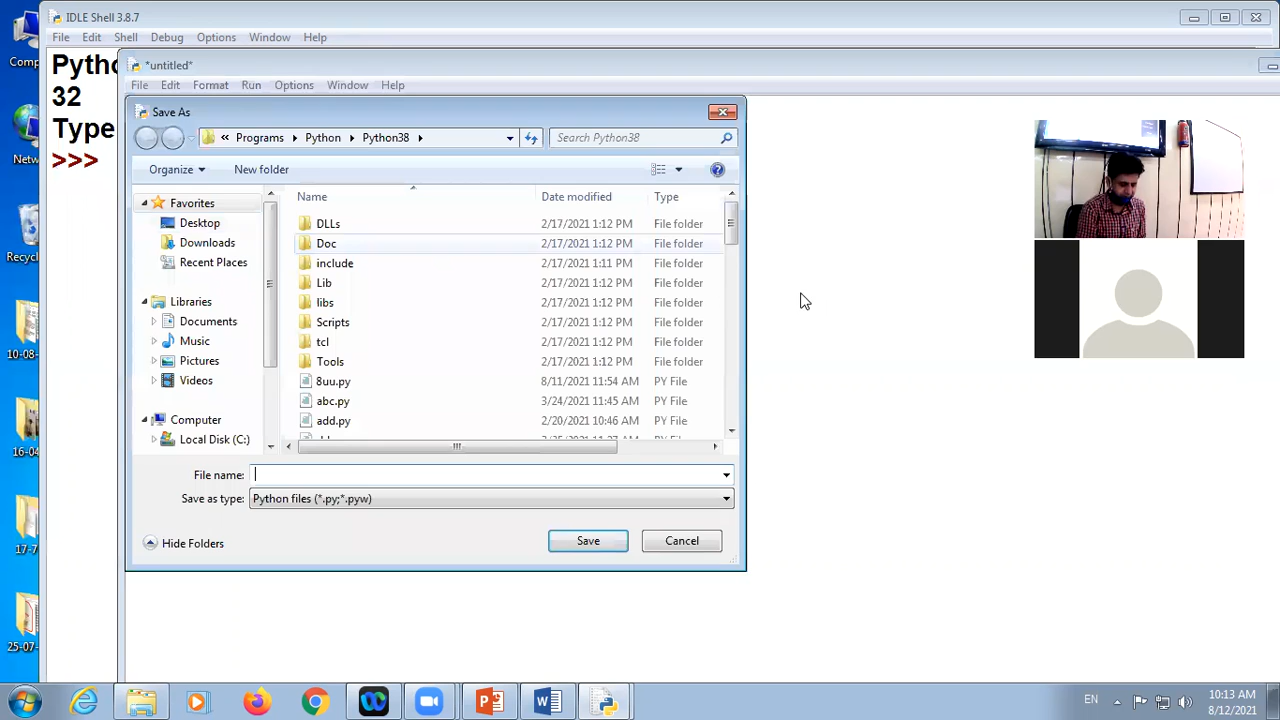 IDLE Shell 3.8.7
File Edit Shell Debug Options Window Help
32
Type
>>>
*untitled*
File Edit Format Run Options Window Help
Save As
« Programs Python Python38
Search Python38
Organize New folder
Favorites
Desktop
Downloads
Recent Places
Libraries
Documents
Music
Pictures
Videos
Computer
Local Disk (C:)
Name Date modified Type
DLLs 2/17/2021 1:12 PM File folder
Doc 2/17/2021 1:12 PM File folder
include 2/17/2021 1:11 PM File folder
Lib 2/17/2021 1:12 PM File folder
libs 2/17/2021 1:12 PM File folder
Scripts 2/17/2021 1:12 PM File folder
tcl 2/17/2021 1:12 PM File folder
Tools 2/17/2021 1:12 PM File folder
8uu.py 8/11/2021 11:54 AM PY File
abc.py 3/24/2021 11:45 AM PY File
add.py 2/20/2021 10:46 AM PY File
File name:
Save as type: Python files (*.py;*.pyw)
Hide Folders Save Cancel
10-08-
16-04
17-7
25-07-
EN
10:13 AM
8/12/2021